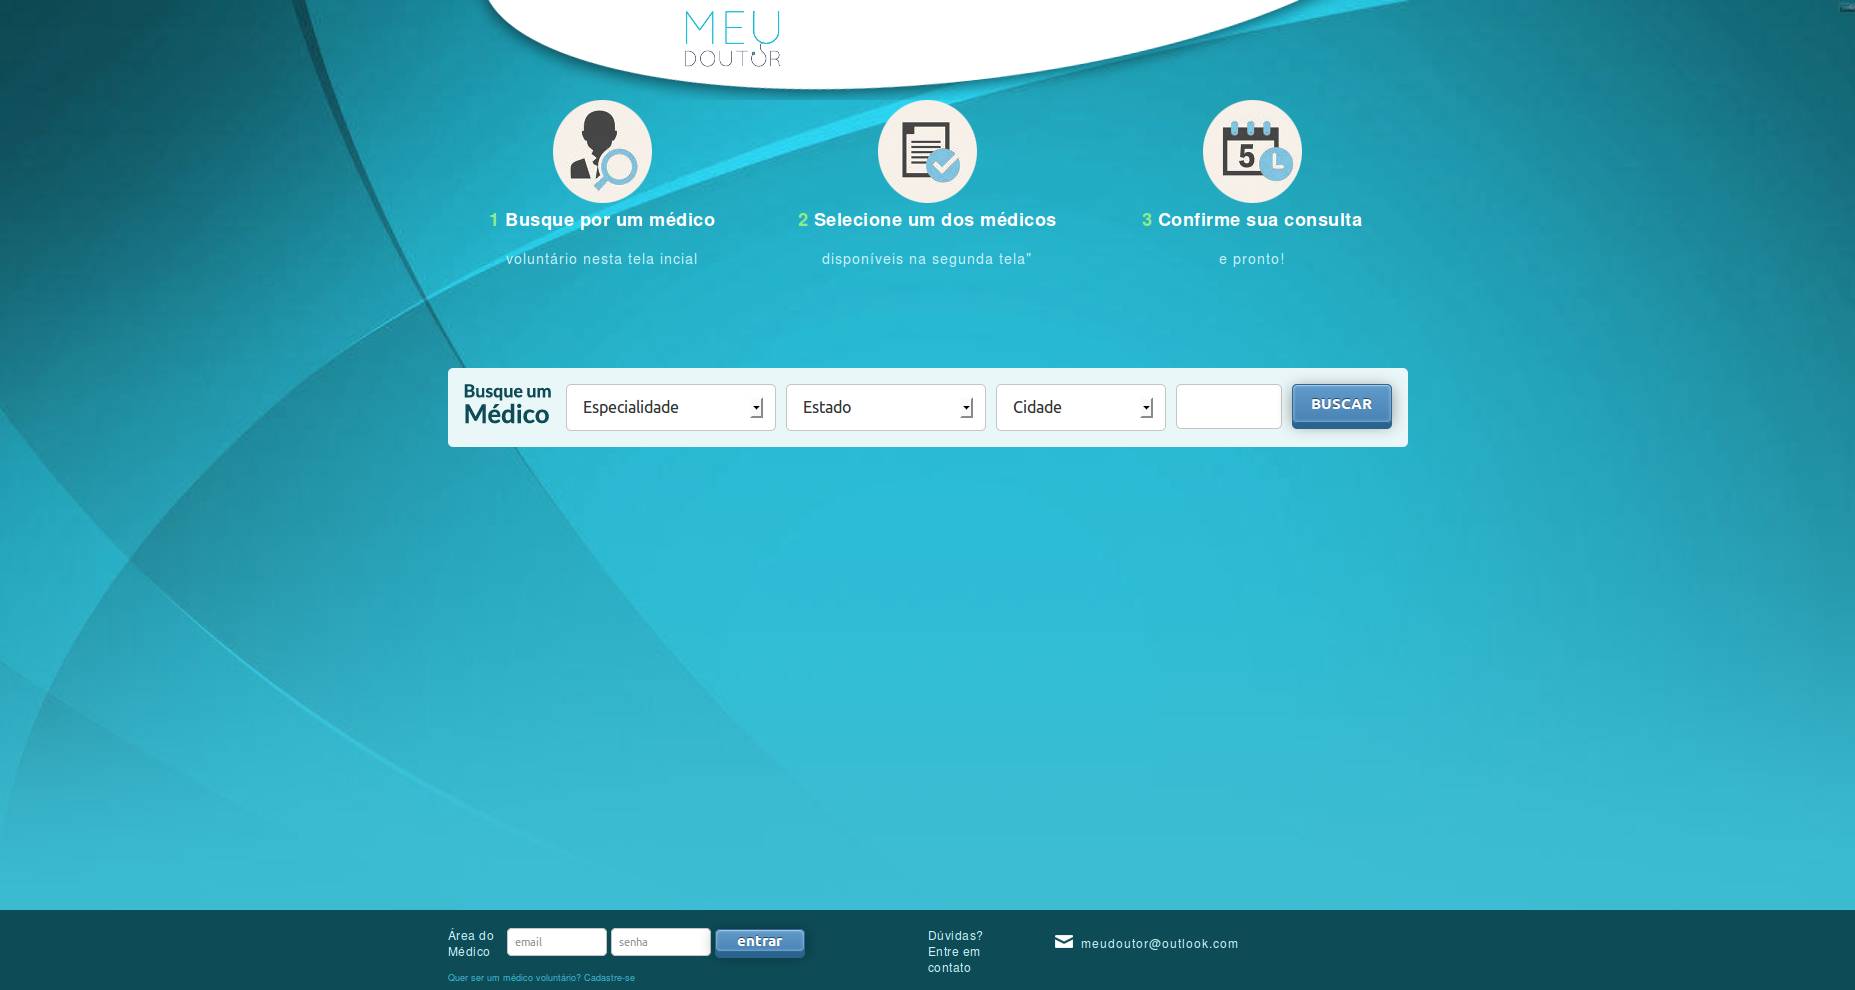 MEU
DOUTOR
5
1 Busque por um médico
2 Selecione um dos médicos
3 Confirme sua consulta
voluntário nesta tela incial
disponíveis na segunda tela"
e pronto!
Busque um
Médico
Especialidade
Estado
Cidade
BUSCAR
Área do
Médico
email
senha
entrar
Quer ser um médico voluntário? Cadastre-se
Dúvidas?
Entre em
contato
meudoutor@outlook.com